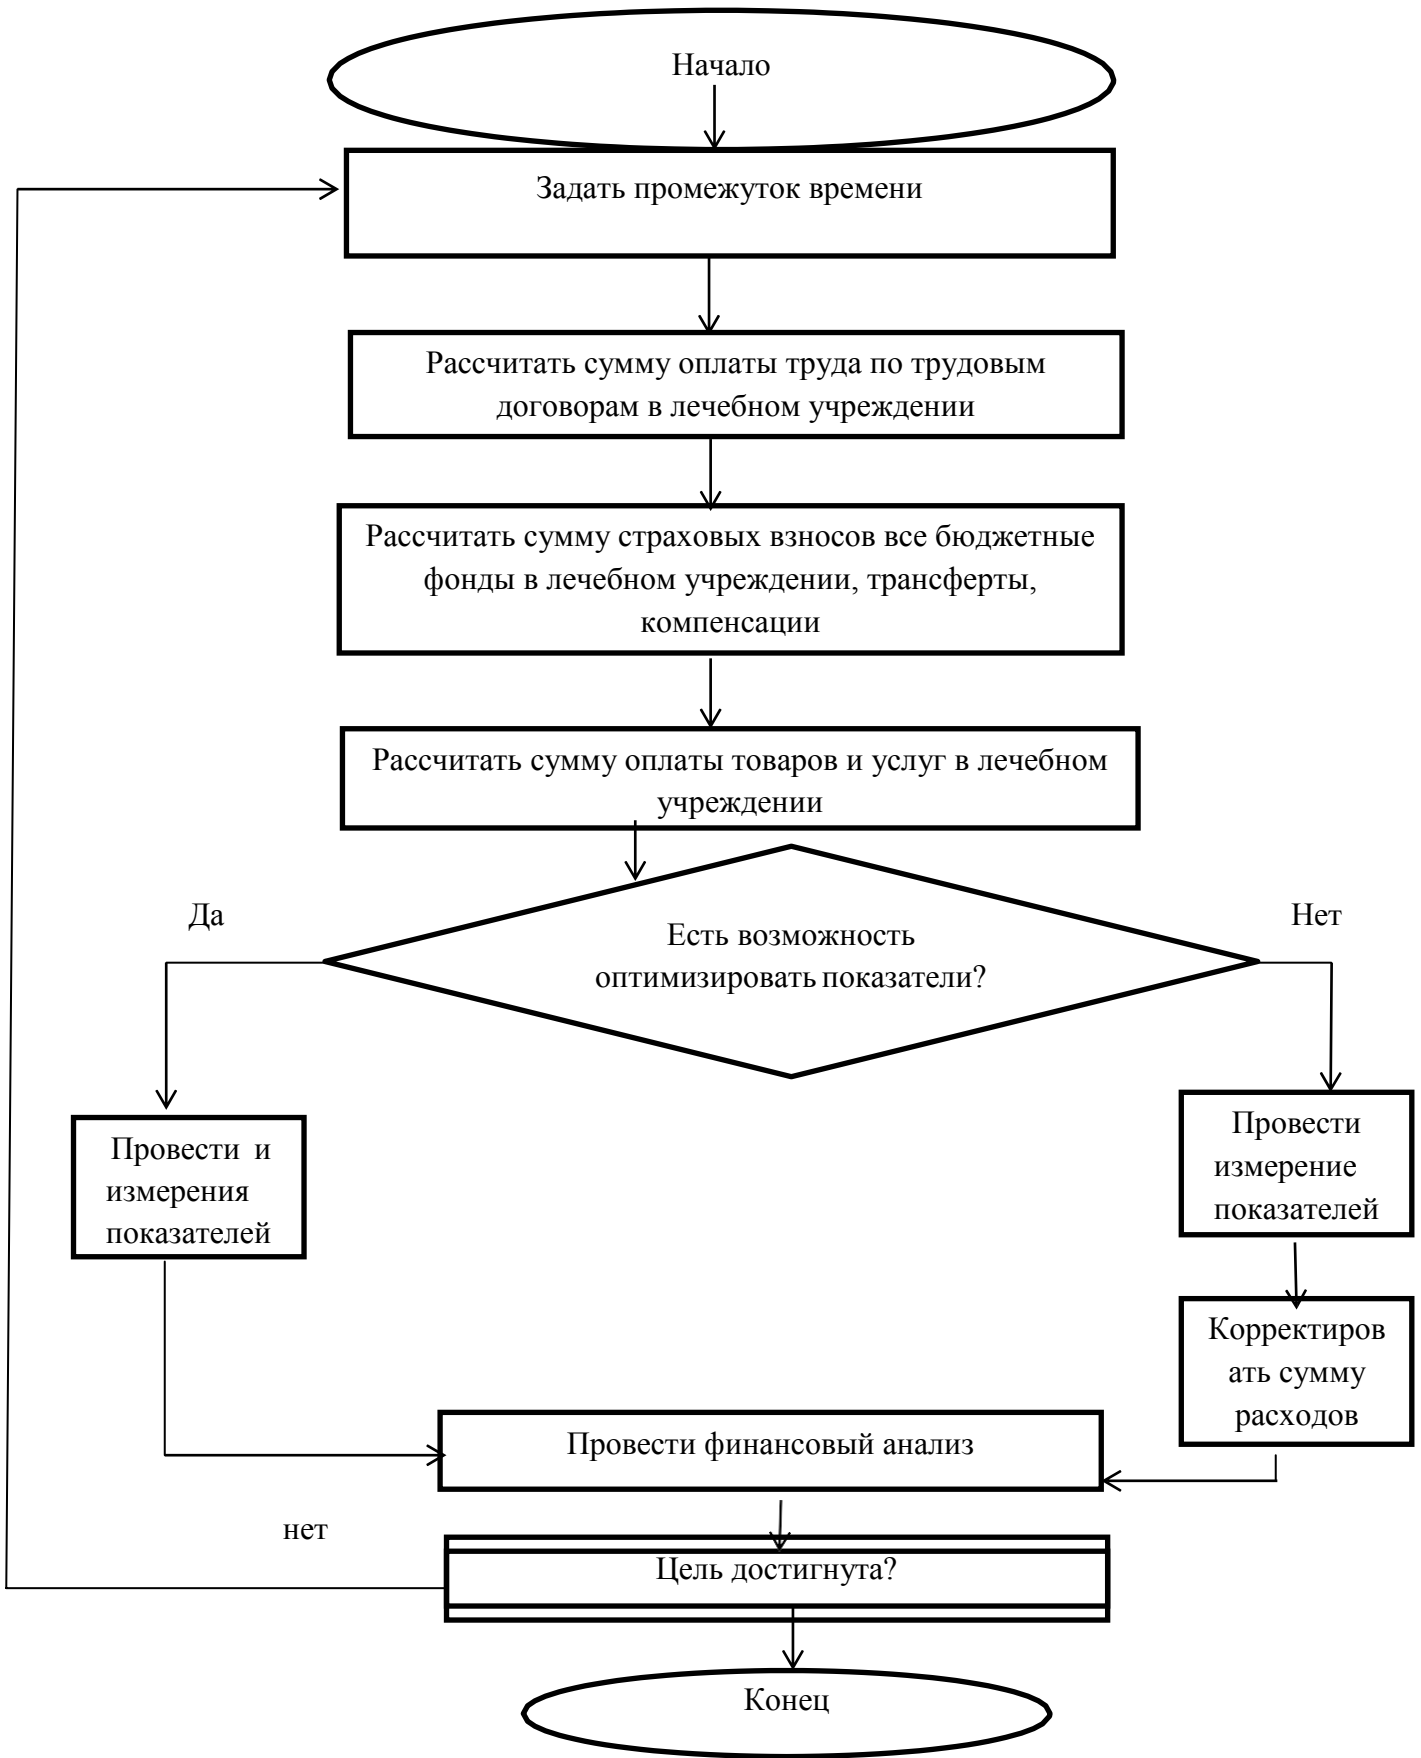 Начало
Задать промежуток времени
Рассчитать сумму оплаты труда по трудовым
договорам в лечебном учреждении
Рассчитать сумму страховых взносов все бюджетные
фонды в лечебном учреждении, трансферты,
компенсации
Рассчитать сумму оплаты товаров и услуг в лечебном
учреждении
Да
Нет
Есть возможность
оптимизировать показатели?
Провести и
измерения
показателей
Провести
измерение
показателей
Корректиров
ать сумму
расходов
Провести финансовый анализ
нет
Цель достигнута?
Конец